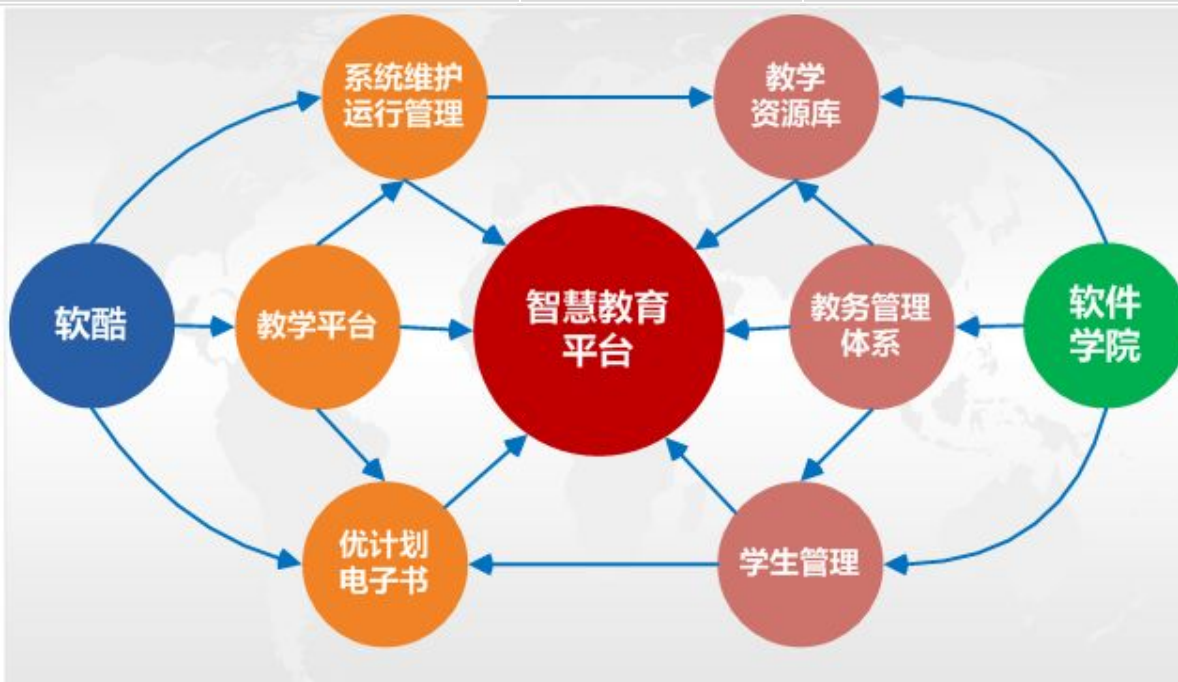 系统维护
运行管理
教学
资源库
软酷
教学平台
智慧教育
平台
教务管理
体系
软件
学院
优计划
电子书
学生管理